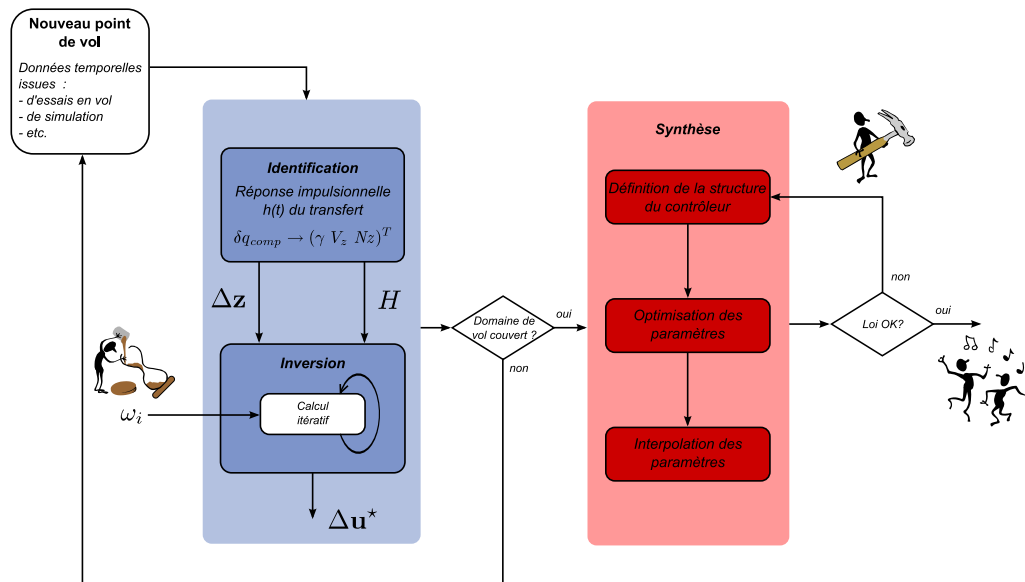 Nouveau point
de vol
Données temporelles
issues :
- d'essais en vol
- de simulation
- etc.
Identification
Réponse impulsionnelle
h(t) du transfert
δq_comp → (γ V_z Nz)^T
Δz
H
Inversion
Calcul
itératif
ω_i
Δu*
Domaine de
vol couvert ?
oui
non
Synthèse
Définition de la structure
du contrôleur
Optimisation des
paramètres
Interpolation des
paramètres
non
Loi OK?
oui